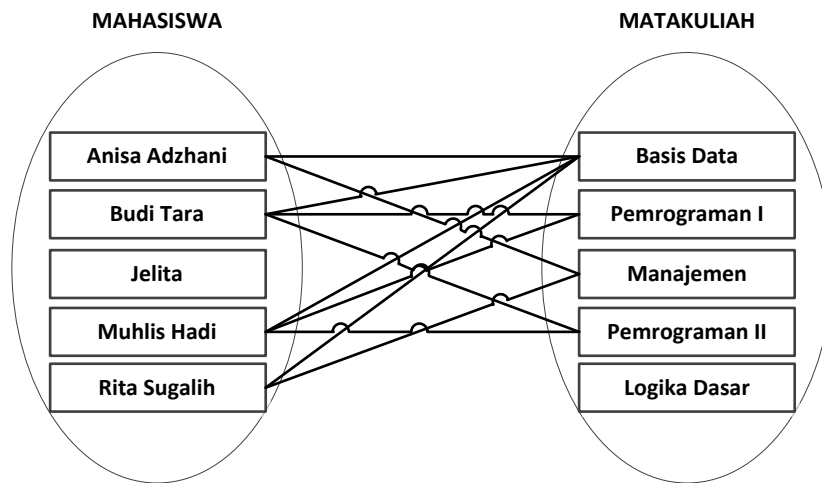 MAHASISWA
MATAKULIAH
Anisa Adzhani
Basis Data
Budi Tara
Pemrograman I
Jelita
Manajemen
Muhlis Hadi
Pemrograman II
Rita Sugalih
Logika Dasar